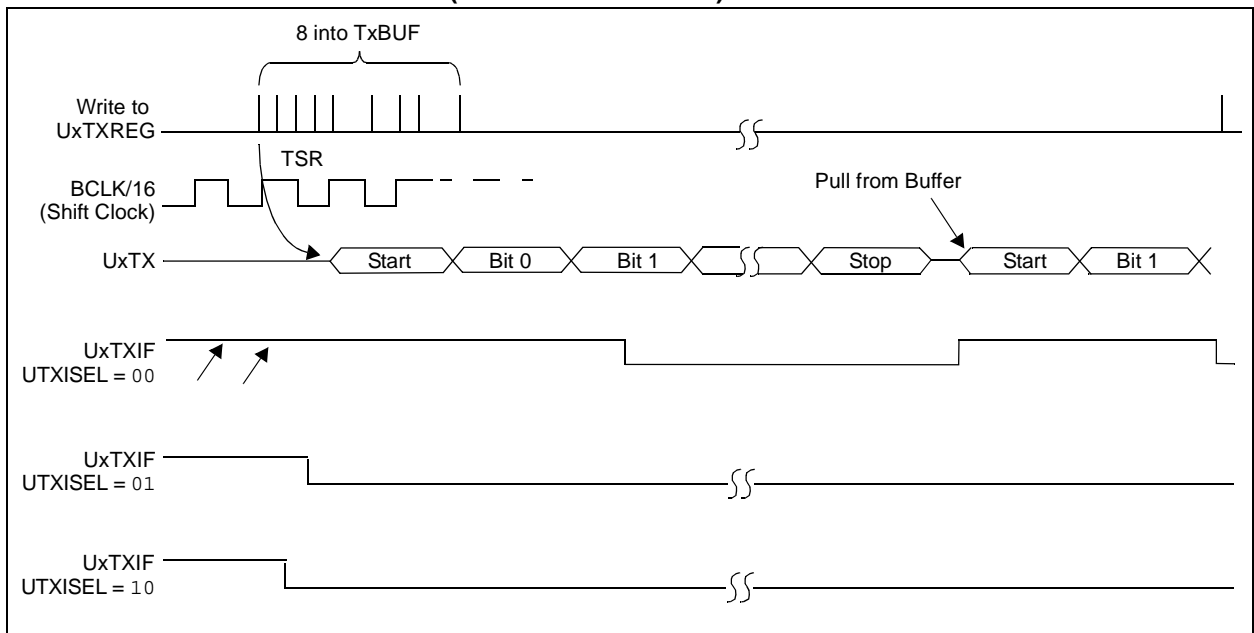 8 into TxBUF
Write to
UxTXREG
TSR
BCLK/16
(Shift Clock)
Pull from Buffer
UxTX
Start
Bit 0
Bit 1
Stop
Start
Bit 1
UxTXIF
UTXISEL = 00
UxTXIF
UTXISEL = 01
UxTXIF
UTXISEL = 10